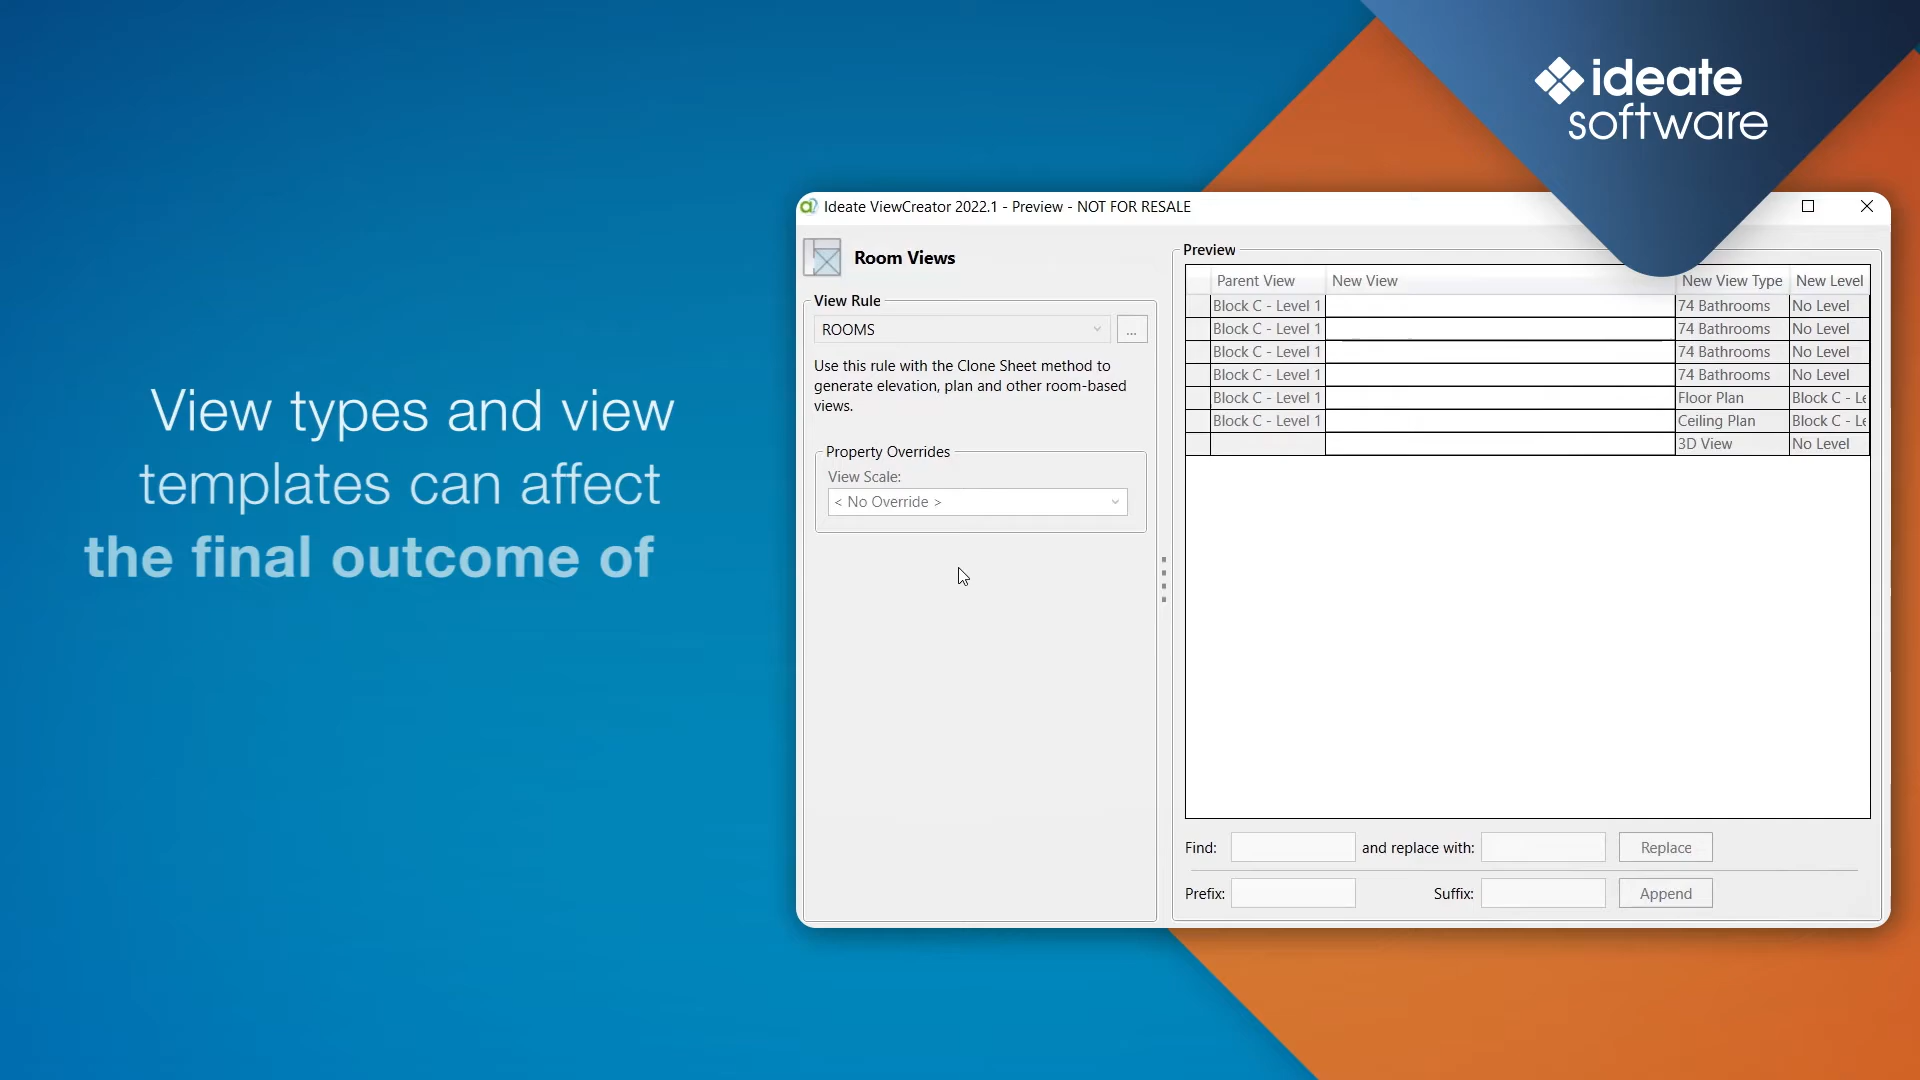 ideate
software
View types and view
templates can affect
the final outcome of
Ideate ViewCreator 2022.1 - Preview - NOT FOR RESALE
Room Views
View Rule
ROOMS
...
Use this rule with the Clone Sheet method to
generate elevation, plan and other room-based
views.
Property Overrides
View Scale:
< No Override >
Preview
Parent View New View New View Type New Level
Block C - Level 1 74 Bathrooms No Level
Block C - Level 1 74 Bathrooms No Level
Block C - Level 1 74 Bathrooms No Level
Block C - Level 1 74 Bathrooms No Level
Block C - Level 1 Floor Plan Block C - Le
Block C - Level 1 Ceiling Plan Block C - Le
3D View No Level
Find: and replace with: Replace
Prefix: Suffix: Append